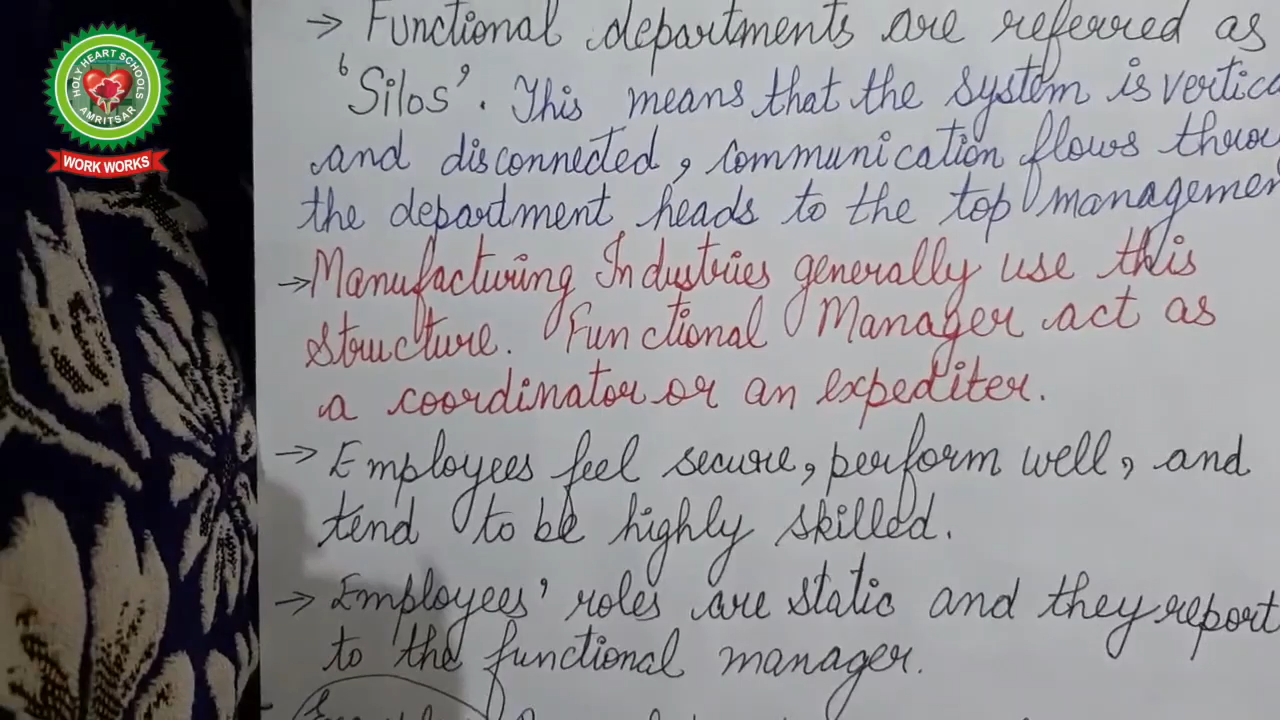 HOLY HEART SCHOOLS
AMRITSAR
WORK WORKS
→ Functional departments are referred as
'Silos'. This means that the system is vertica
and disconnected, communication flows throu
the department heads to the top managemen
→ Manufacturing Industries generally use this
structure. Functional Manager act as
a coordinator or an expediter.
→ Employees feel secure, perform well, and
tend to be highly skilled.
→ Employees' roles are static and they report
to the functional manager.